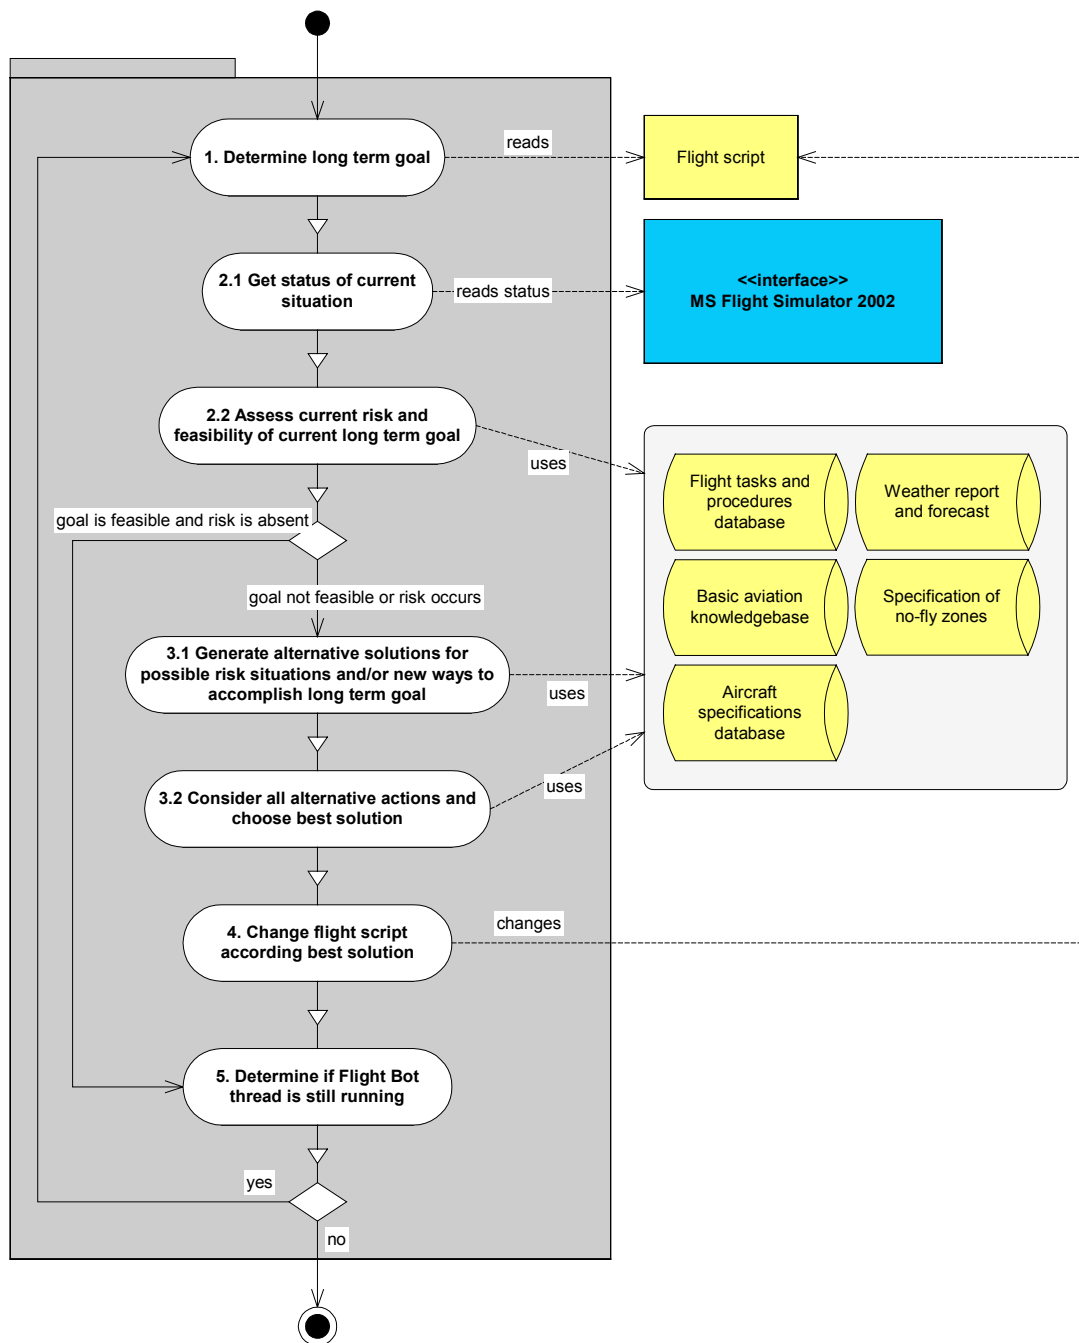 1. Determine long term goal
reads
Flight script
2.1 Get status of current
situation
reads status
<<interface>>
MS Flight Simulator 2002
2.2 Assess current risk and
feasibility of current long term goal
uses
Flight tasks and
procedures
database
Weather report
and forecast
goal is feasible and risk is absent
goal not feasible or risk occurs
Basic aviation
knowledgebase
Specification of
no-fly zones
3.1 Generate alternative solutions for
possible risk situations and/or new ways to
accomplish long term goal
uses
Aircraft
specifications
database
3.2 Consider all alternative actions and
choose best solution
uses
4. Change flight script
according best solution
changes
5. Determine if Flight Bot
thread is still running
yes
no